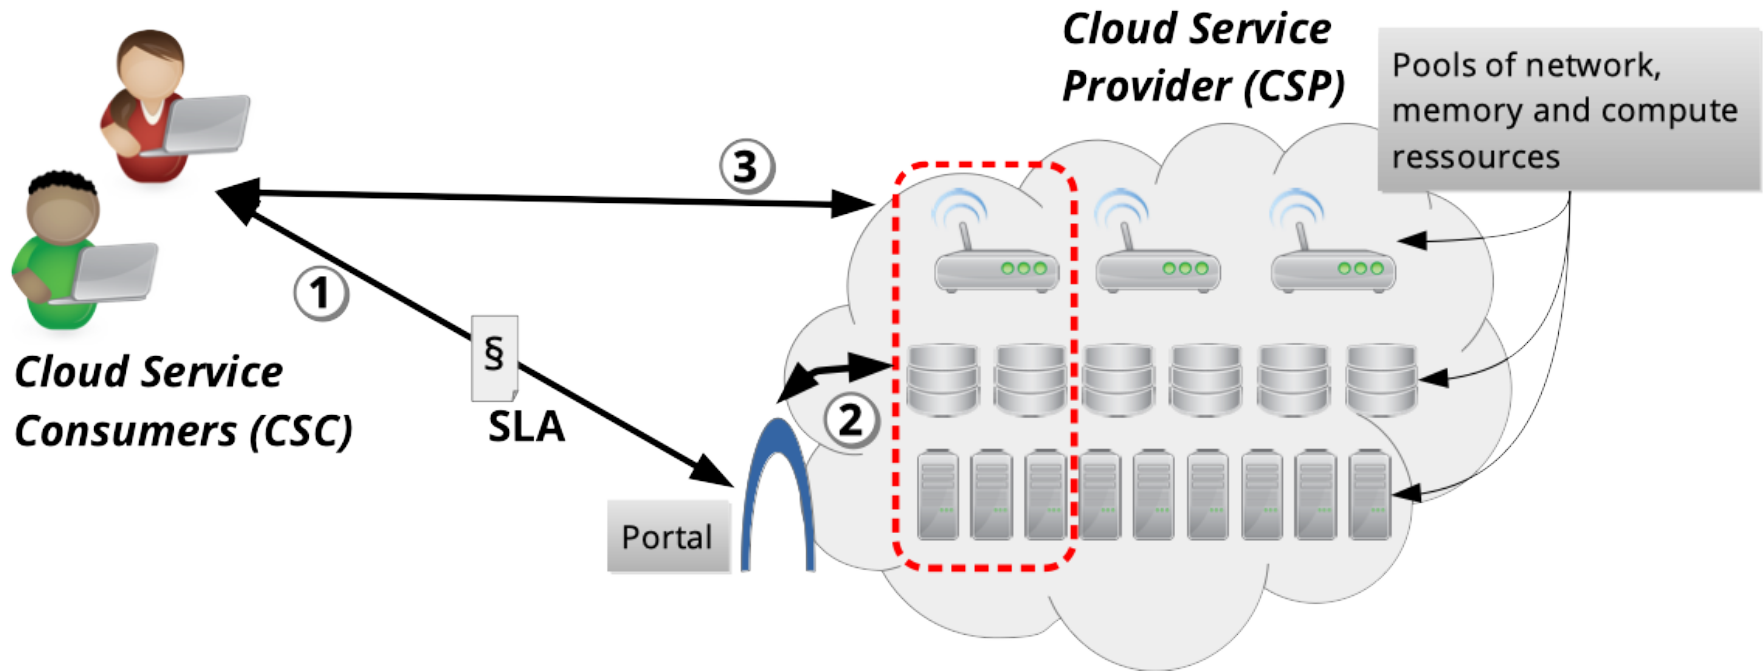 Cloud Service
Provider (CSP)
Pools of network,
memory and compute
ressources
3
1
§
SLA
2
Cloud Service
Consumers (CSC)
Portal